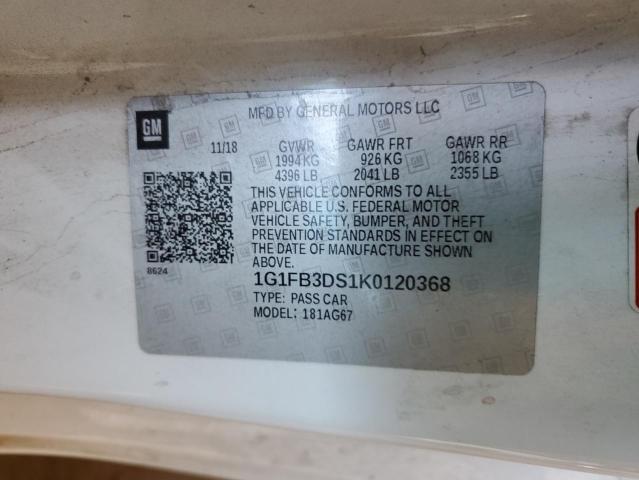 MFD BY GENERAL MOTORS LLC
GM
11/18 GVWR GAWR FRT GAWR RR
1994 KG 926 KG 1068 KG
4396 LB 2041 LB 2355 LB
THIS VEHICLE CONFORMS TO ALL
APPLICABLE U.S. FEDERAL MOTOR
VEHICLE SAFETY, BUMPER, AND THEFT
PREVENTION STANDARDS IN EFFECT ON
THE DATE OF MANUFACTURE SHOWN
ABOVE.
8624
1G1FB3DS1K0120368
TYPE: PASS CAR
MODEL: 181AG67